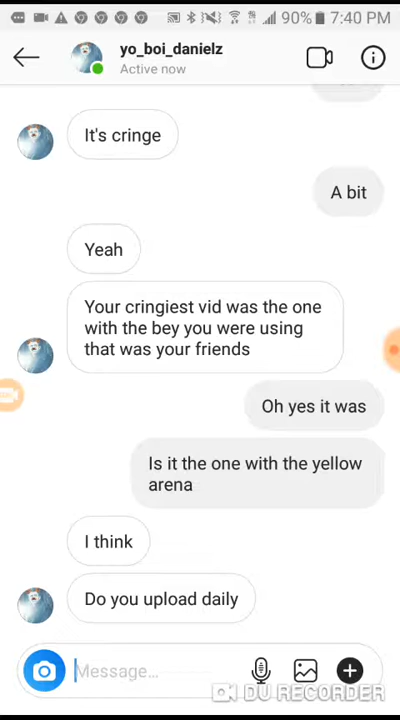 90% 7:40 PM
yo_boi_danielz
Active now
It's cringe
A bit
Yeah
Your cringiest vid was the one
with the bey you were using
that was your friends
Oh yes it was
Is it the one with the yellow
arena
I think
Do you upload daily
Message...
DU RECORDER